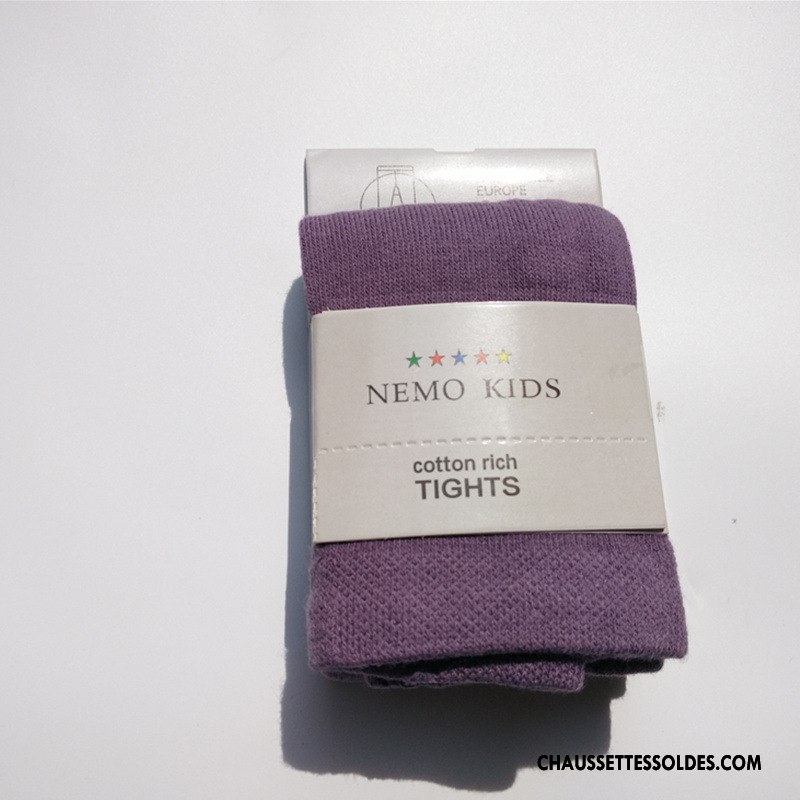 EUROPE
NEMO KIDS
cotton rich
TIGHTS
CHAUSSETTESSOLDES.COM